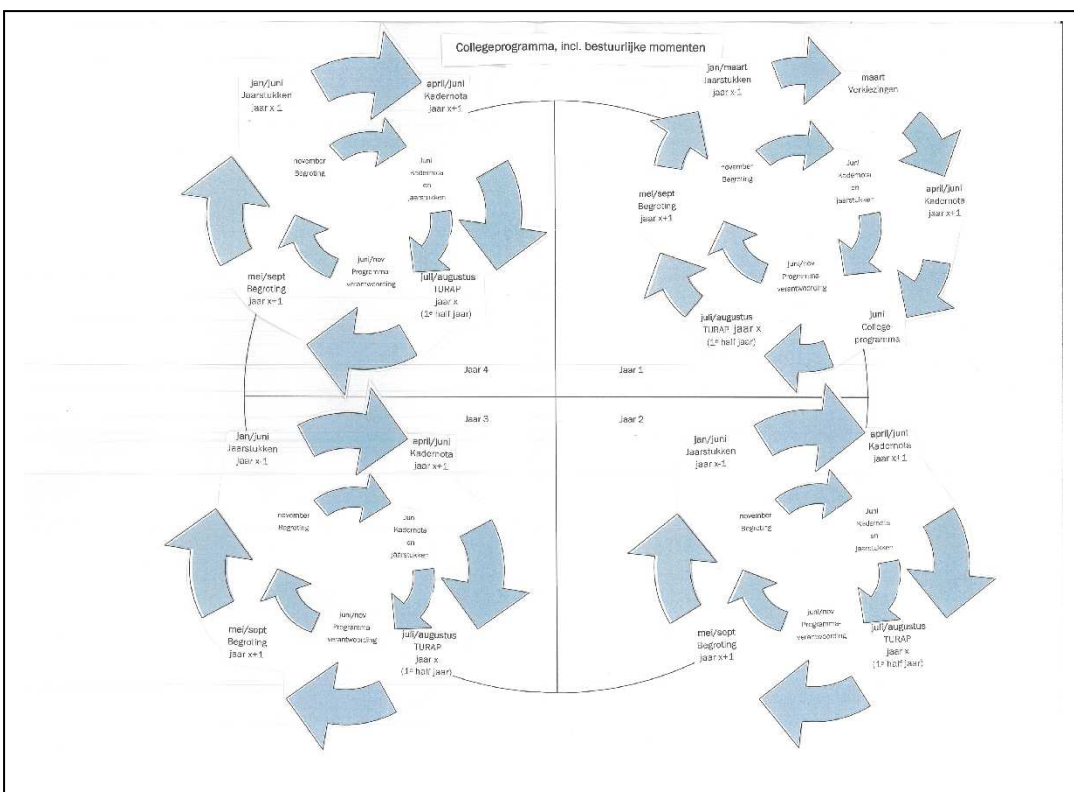 Collegeprogramma, incl. bestuurlijke momenten
jan/juni
Jaarstukken
jaar x-1
april/juni
Kadernota
jaar x+1
november
Begroting
Juni
Kadernota
en
jaarstukken
mei/sept
Begroting
jaar x+1
juni/nov
Programma
verantwoording
juli/augustus
TURAP
jaar x
(1e half jaar)
Jaar 4
jan/maart
Jaarstukken
jaar x-1
maart
Verkiezingen
november
Begroting
Juni
Kadernota
en
jaarstukken
april/juni
Kadernota
jaar x+1
mei/sept
Begroting
jaar x+1
juni/nov
Programma
verantwoording
juli/augustus
TURAP jaar x
(1e half jaar)
juni
College
programma
Jaar 1
Jaar 3
jan/juni
Jaarstukken
jaar x-1
april/juni
Kadernota
jaar x+1
november
Begroting
Juni
Kadernota
en
jaarstukken
mei/sept
Begroting
jaar x+1
juni/nov
Programma
verantwoording
juli/augustus
TURAP
jaar x
(1e half jaar)
Jaar 2
jan/juni
Jaarstukken
jaar x-1
april/juni
Kadernota
jaar x+1
november
Begroting
Juni
Kadernota
en
jaarstukken
mei/sept
Begroting
jaar x+1
juni/nov
Programma-
verantwoording
juli/augustus
TURAP
jaar x
(1e half jaar)